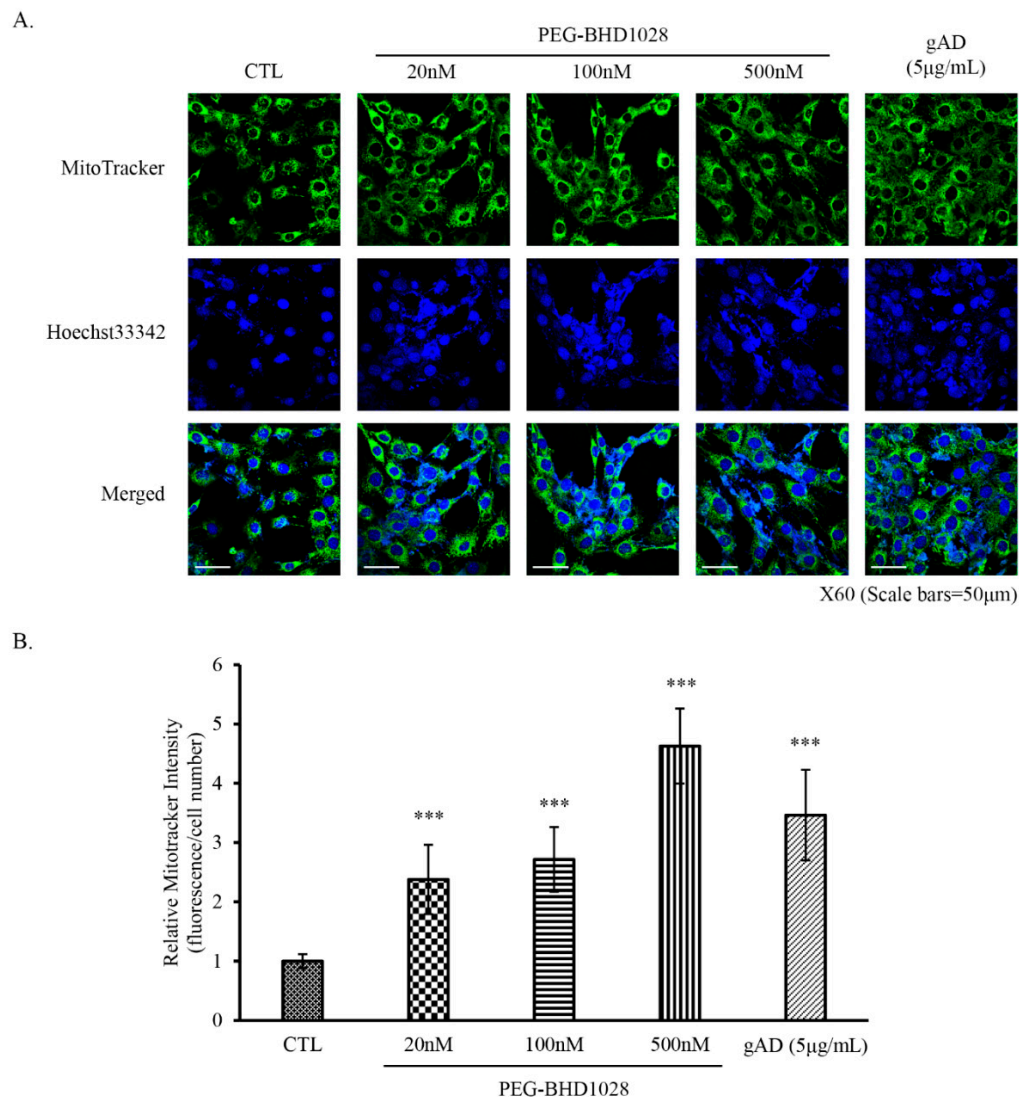 A.
PEG-BHD1028
gAD
(5μg/mL)
CTL
20nM
100nM
500nM
MitoTracker
Hoechst33342
Merged
X60 (Scale bars=50μm)
B.
Relative Mitotracker Intensity
(fluorescence/cell number)
6
5
4
3
2
1
0
***
***
***
***
CTL
20nM
100nM
500nM
gAD (5μg/mL)
PEG-BHD1028